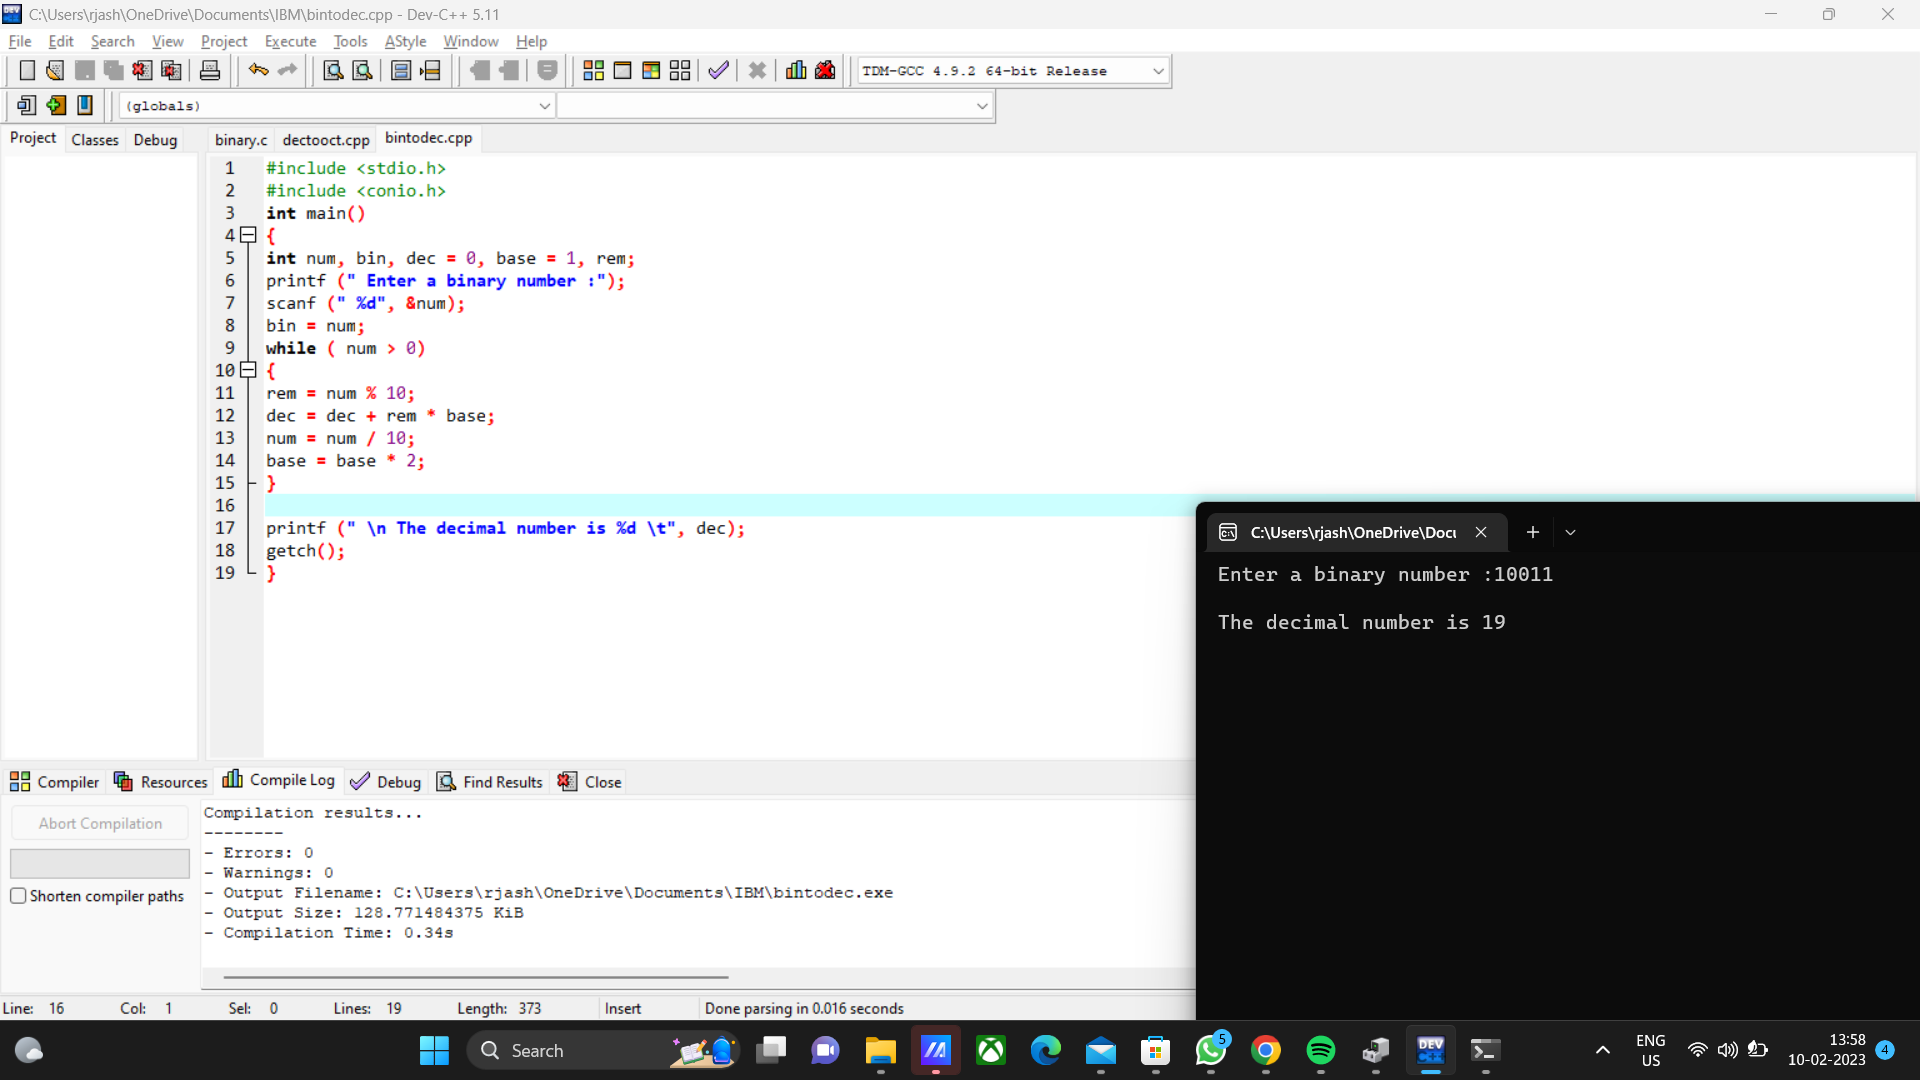 C:\Users\rjash\OneDrive\Documents\IBM\bintodec.cpp - Dev-C++ 5.11
File Edit Search View Project Execute Tools AStyle Window Help
TDM-GCC 4.9.2 64-bit Release
(globals)
Project Classes Debug
binary.c dectooct.cpp bintodec.cpp
1 #include <stdio.h>
2 #include <conio.h>
3 int main()
4 {
5 int num, bin, dec = 0, base = 1, rem;
6 printf (" Enter a binary number :");
7 scanf (" %d", &num);
8 bin = num;
9 while ( num > 0)
10 {
11 rem = num % 10;
12 dec = dec + rem * base;
13 num = num / 10;
14 base = base * 2;
15 }
16
17 printf (" \n The decimal number is %d \t", dec);
18 getch();
19 }
C:\Users\rjash\OneDrive\Docu
Enter a binary number :10011
The decimal number is 19
Compiler Resources Compile Log Debug Find Results Close
Abort Compilation
Shorten compiler paths
Compilation results...
--------
- Errors: 0
- Warnings: 0
- Output Filename: C:\Users\rjash\OneDrive\Documents\IBM\bintodec.exe
- Output Size: 128.771484375 KiB
- Compilation Time: 0.34s
Line: 16 Col: 1 Sel: 0 Lines: 19 Length: 373 Insert Done parsing in 0.016 seconds
Search
5
DEV C++
ENG
US
13:58
10-02-2023
4